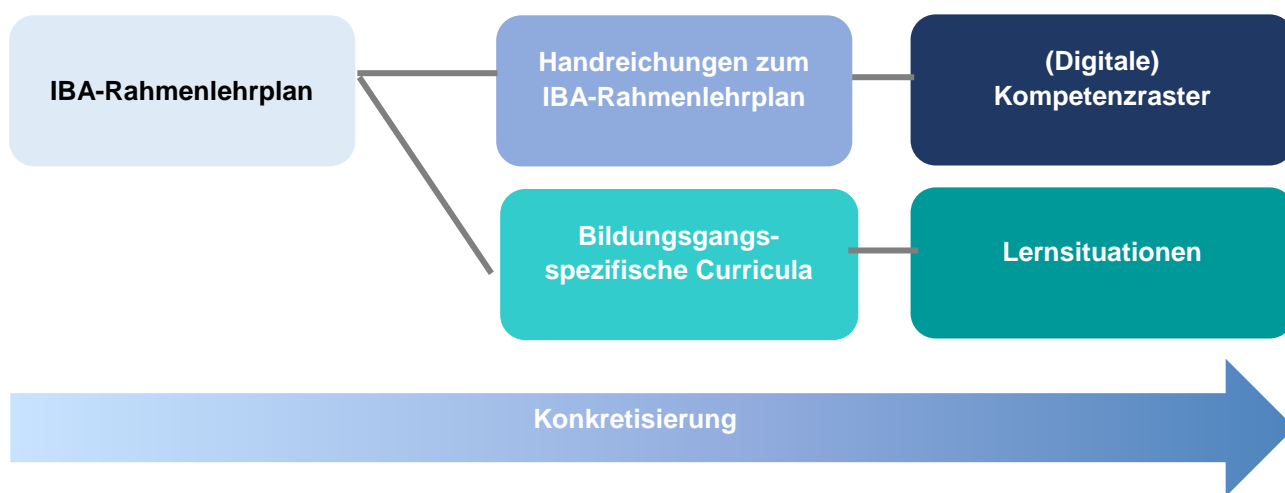 IBA-Rahmenlehrplan
Handreichungen zum
IBA-Rahmenlehrplan
(Digitale)
Kompetenzraster
Bildungsgangs-
spezifische Curricula
Lernsituationen
Konkretisierung